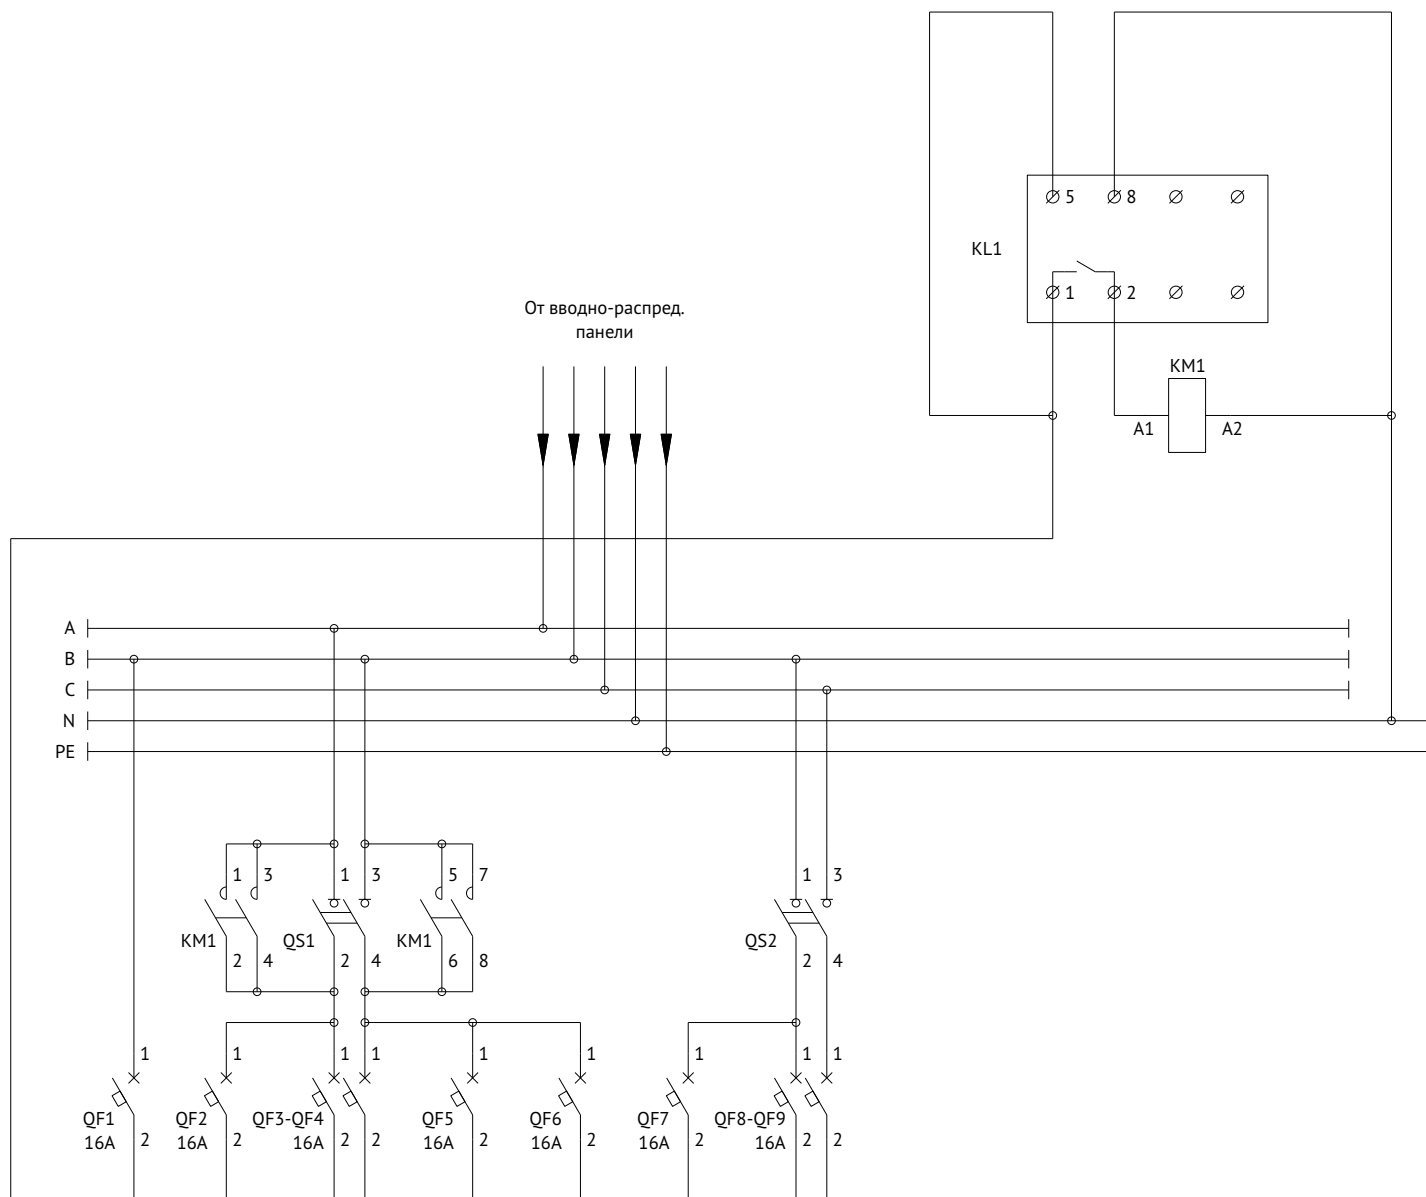 5 8
KL1
1 2
От вводно-распред.
панели
KM1
A1 A2
A
B
C
N
PE
1 3 1 3 5 7 1 3
KM1 QS1 KM1 QS2
2 4 2 4 6 8 2 4
1 1 1 1 1 1 1 1 1
QF1 QF2 QF3-QF4 QF5 QF6 QF7 QF8-QF9
16A 2 16A 2 16A 2 2 16A 2 16A 2 16A 2 16A 2 2